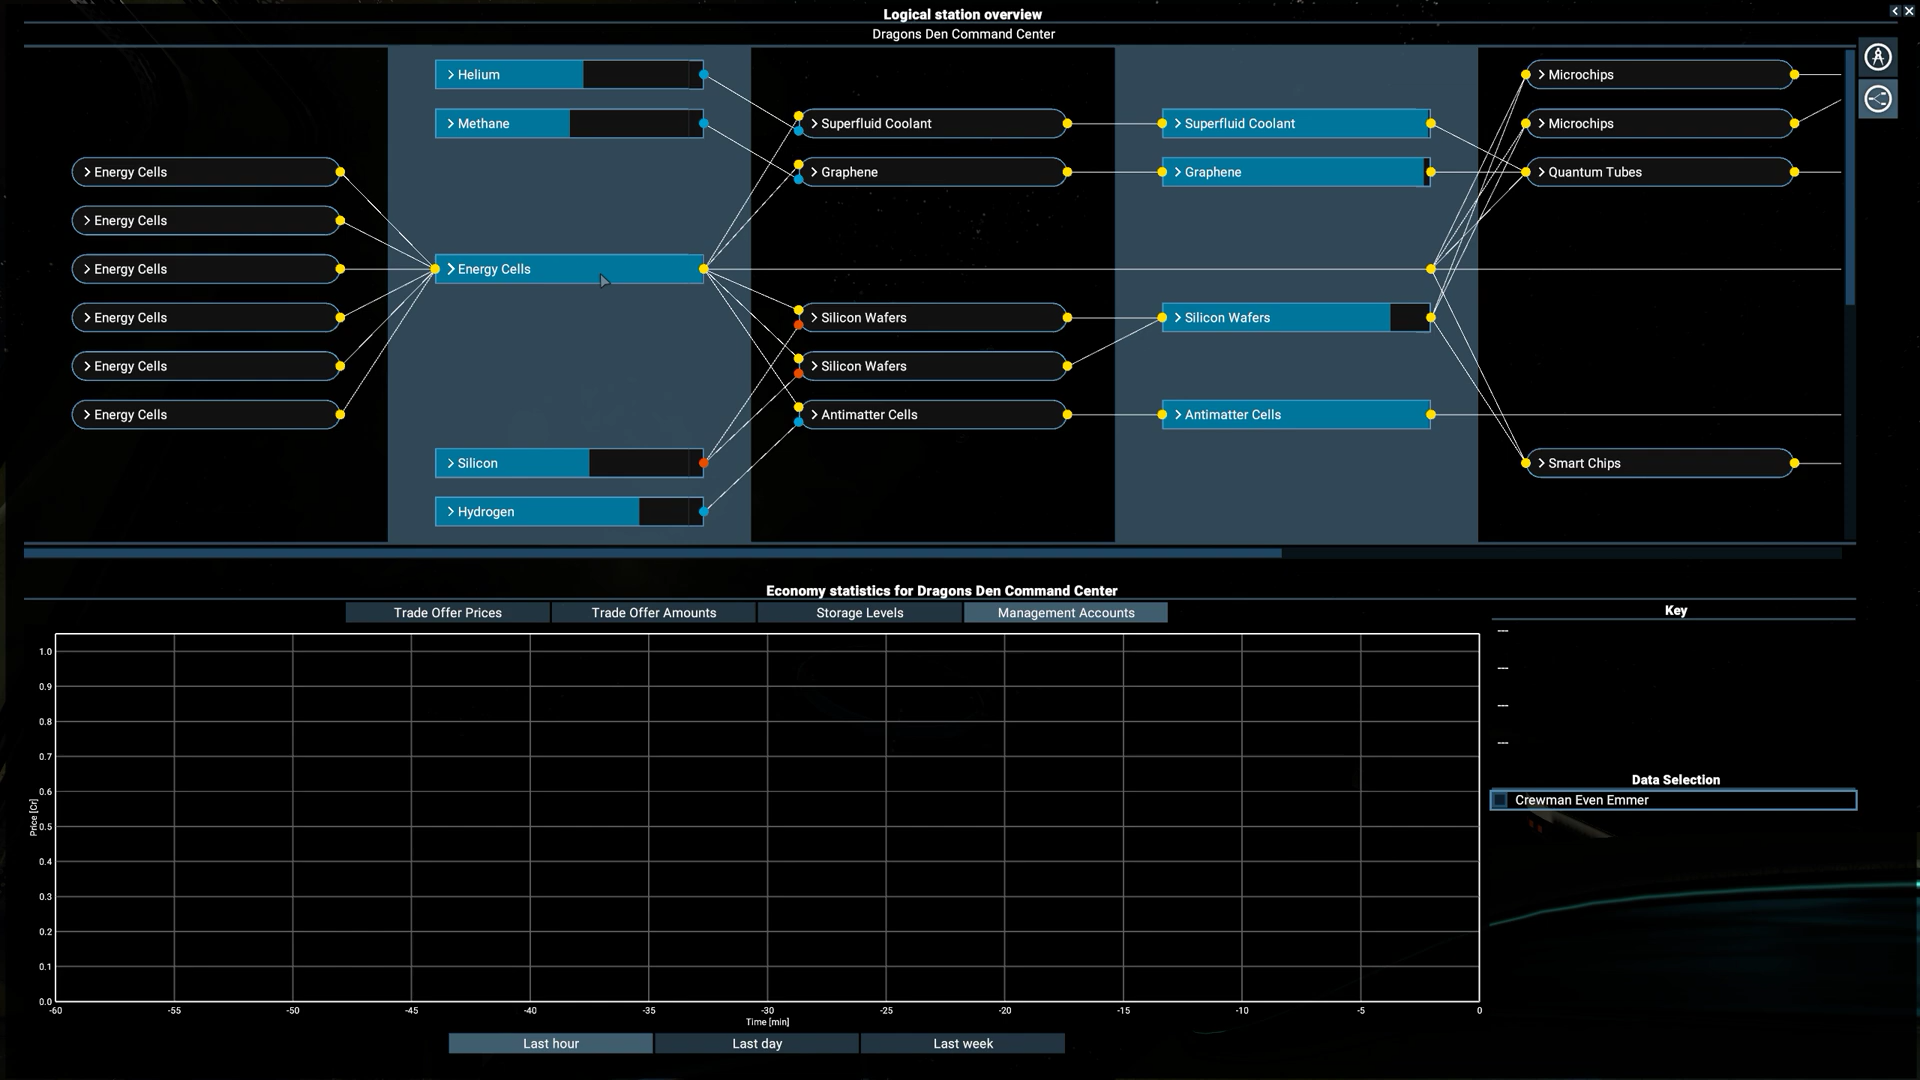 Logical station overview
Dragons Den Command Center
Helium
Methane
Energy Cells
Energy Cells
Energy Cells
Energy Cells
Energy Cells
Energy Cells
Energy Cells
Silicon
Hydrogen
Superfluid Coolant
Graphene
Silicon Wafers
Silicon Wafers
Antimatter Cells
Superfluid Coolant
Graphene
Silicon Wafers
Antimatter Cells
Microchips
Microchips
Quantum Tubes
Smart Chips
Economy statistics for Dragons Den Command Center
Trade Offer Prices
Trade Offer Amounts
Storage Levels
Management Accounts
Price [Cr]
1.0
0.9
0.8
0.7
0.6
0.5
0.4
0.3
0.2
0.1
0.0
-60 -55 -50 -45 -40 -35 -30 -25 -20 -15 -10 -5 0
Time [min]
Last hour
Last day
Last week
Key
---
---
---
---
Data Selection
Crewman Even Emmer